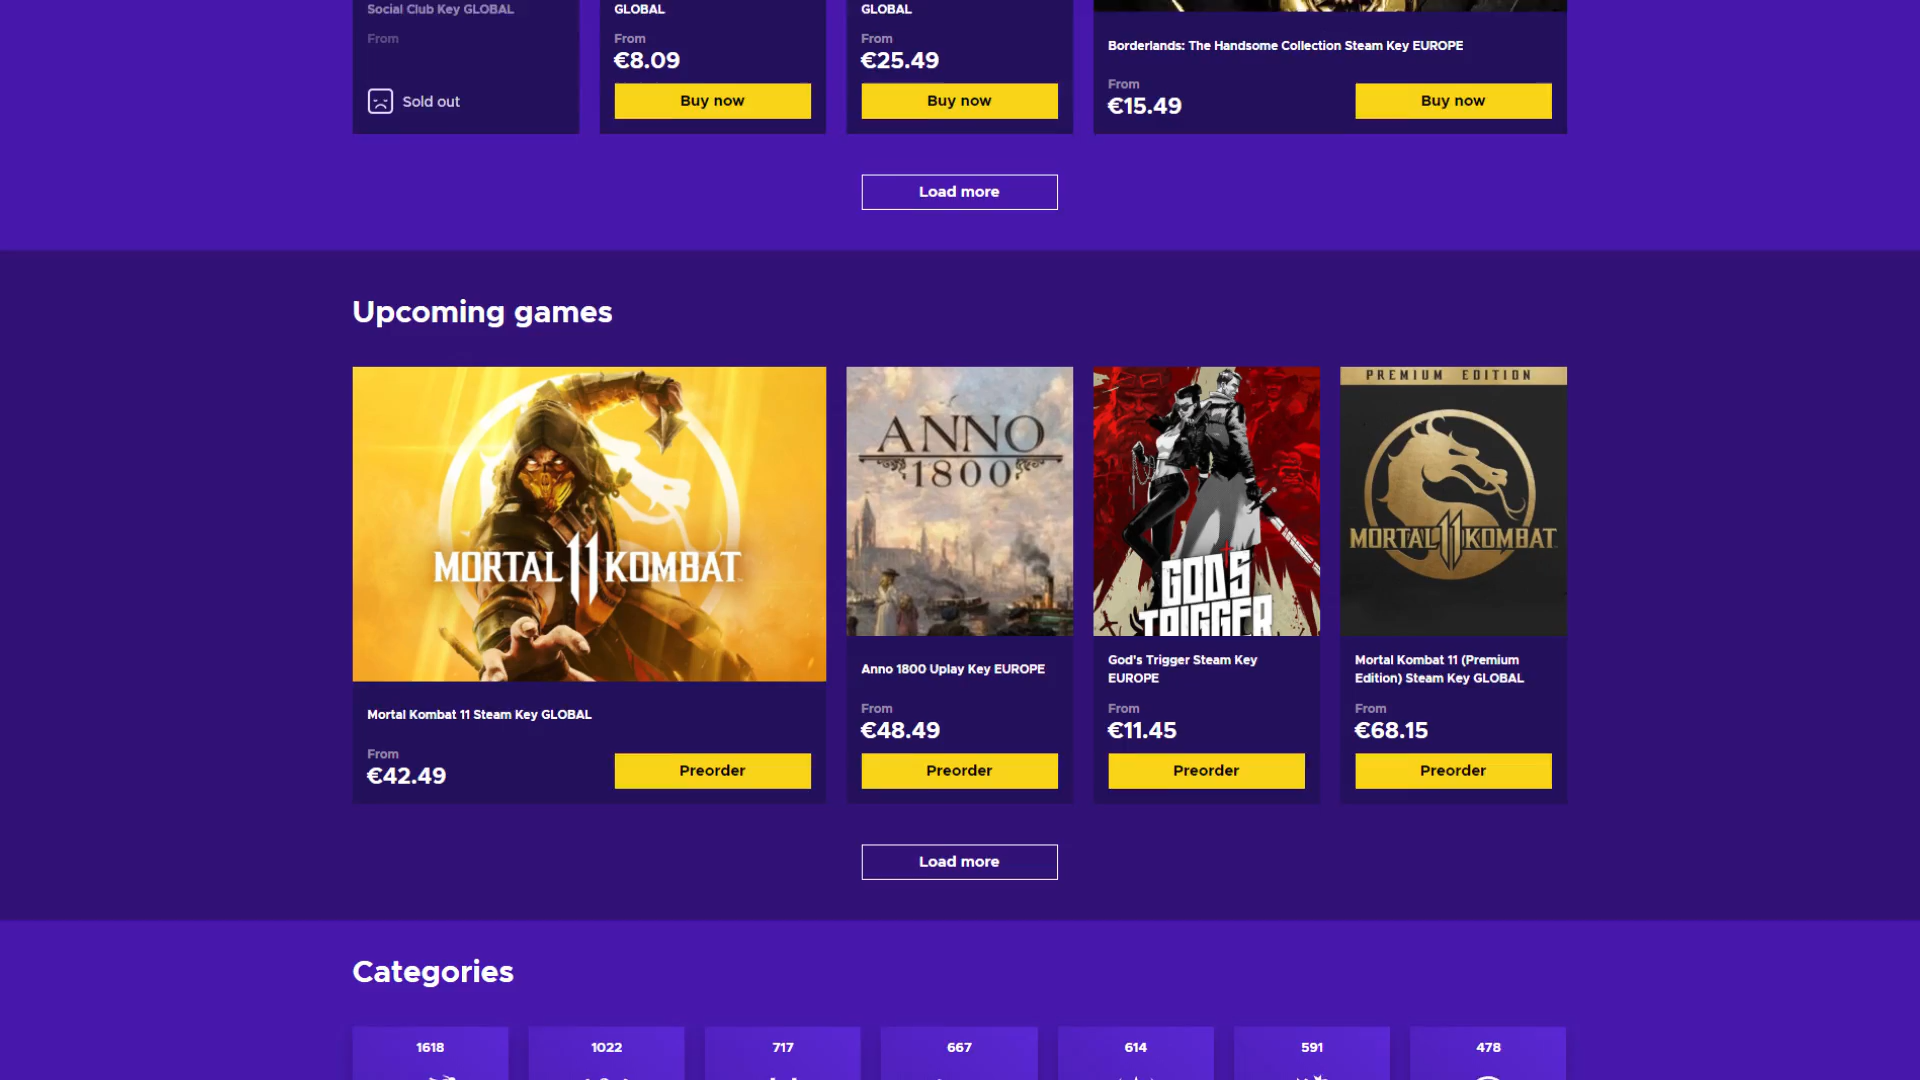 Social Club Key GLOBAL
From
Sold out
GLOBAL
From
€8.09
Buy now
GLOBAL
From
€25.49
Buy now
Borderlands: The Handsome Collection Steam Key EUROPE
From
€15.49
Buy now
Load more
Upcoming games
MORTAL 11 KOMBAT
Mortal Kombat 11 Steam Key GLOBAL
From
€42.49
Preorder
ANNO
1800
Anno 1800 Uplay Key EUROPE
From
€48.49
Preorder
GOD'S
TRIGGER
God's Trigger Steam Key
EUROPE
From
€11.45
Preorder
PREMIUM EDITION
MORTAL 11 KOMBAT
Mortal Kombat 11 (Premium
Edition) Steam Key GLOBAL
From
€68.15
Preorder
Load more
Categories
1618
1022
717
667
614
591
478